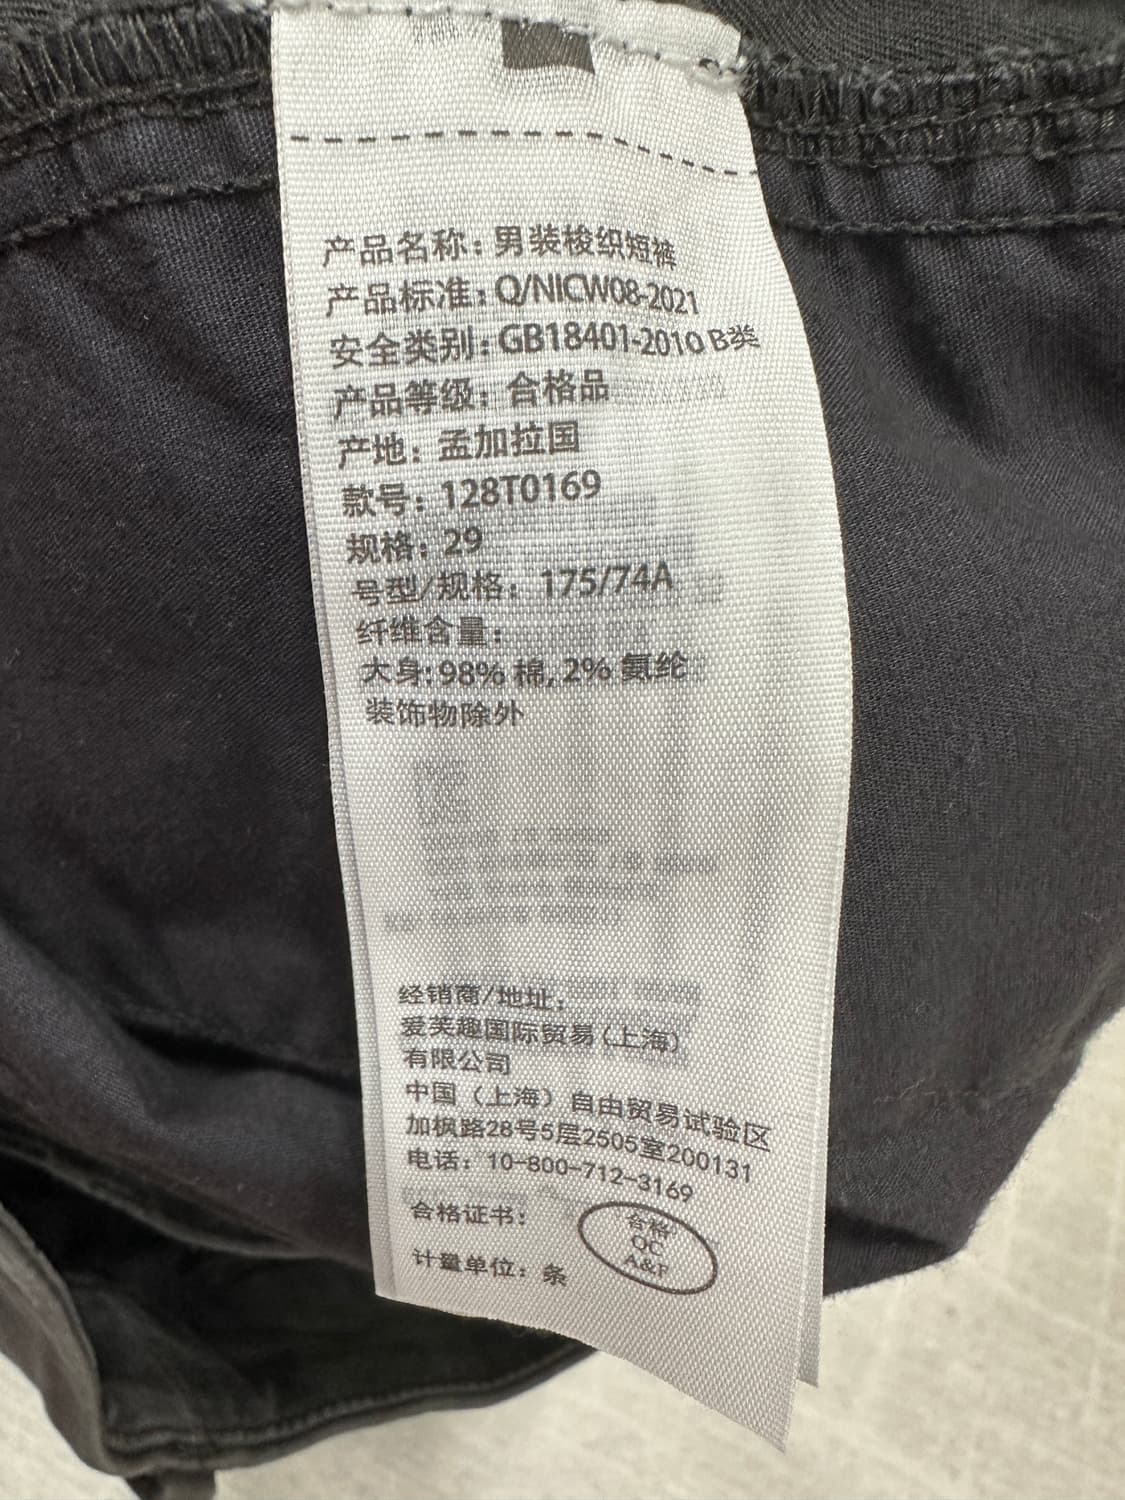 产品名称：男装梭织短裤
产品标准：Q/NICW08-2021
安全类别：GB18401-2010 B类
产品等级：合格品
产地：孟加拉国
款号：128T0169
规格：29
号型/规格：175/74A
纤维含量：
大身:98% 棉, 2% 氨纶
装饰物除外
经销商/地址：
爱芙趣国际贸易(上海)
有限公司
中国（上海）自由贸易试验区
加枫路28号5层2505室200131
电话：10-800-712-3169
合格证书：
合格
QC
A&F
计量单位：条